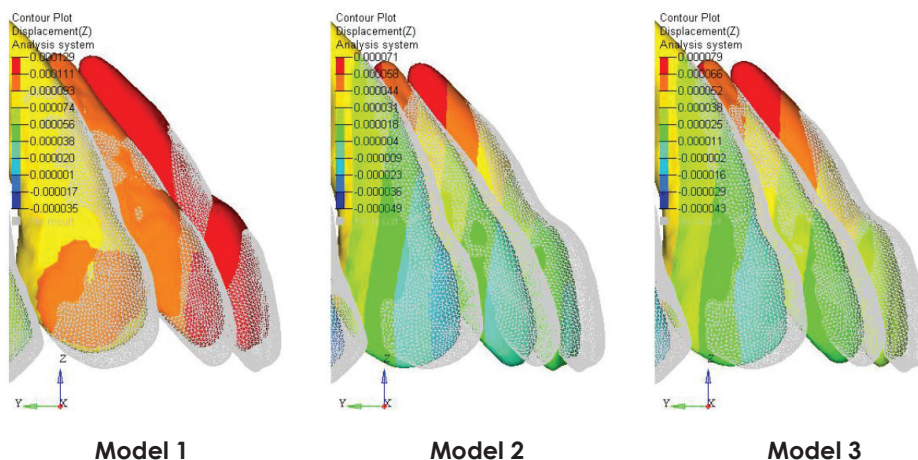 Contour Plot
Displacement(Z)
Analysis system
0.000129
0.000111
0.000093
0.000074
0.000056
0.000038
0.000020
0.000001
-0.000017
-0.000035
Z
Y
X
Model 1
Contour Plot
Displacement(Z)
Analysis system
0.000071
0.000058
0.000044
0.000031
0.000018
0.000004
-0.000009
-0.000023
-0.000036
-0.000049
Z
Y
X
Model 2
Contour Plot
Displacement(Z)
Analysis system
0.000079
0.000066
0.000052
0.000038
0.000025
0.000011
-0.000002
-0.000016
-0.000029
-0.000043
Z
Y
X
Model 3